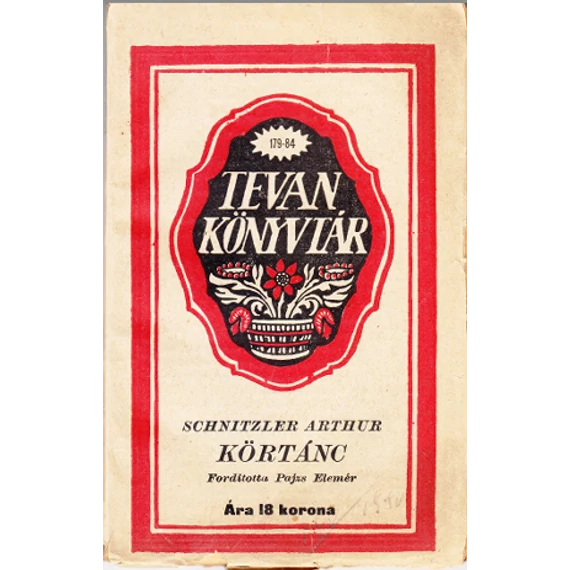 179-84
TEVAN
KÖNYVTÁR
SCHNITZLER ARTHUR
KÖRTÁNC
Fordította Pajzs Elemér
Ára 18 korona